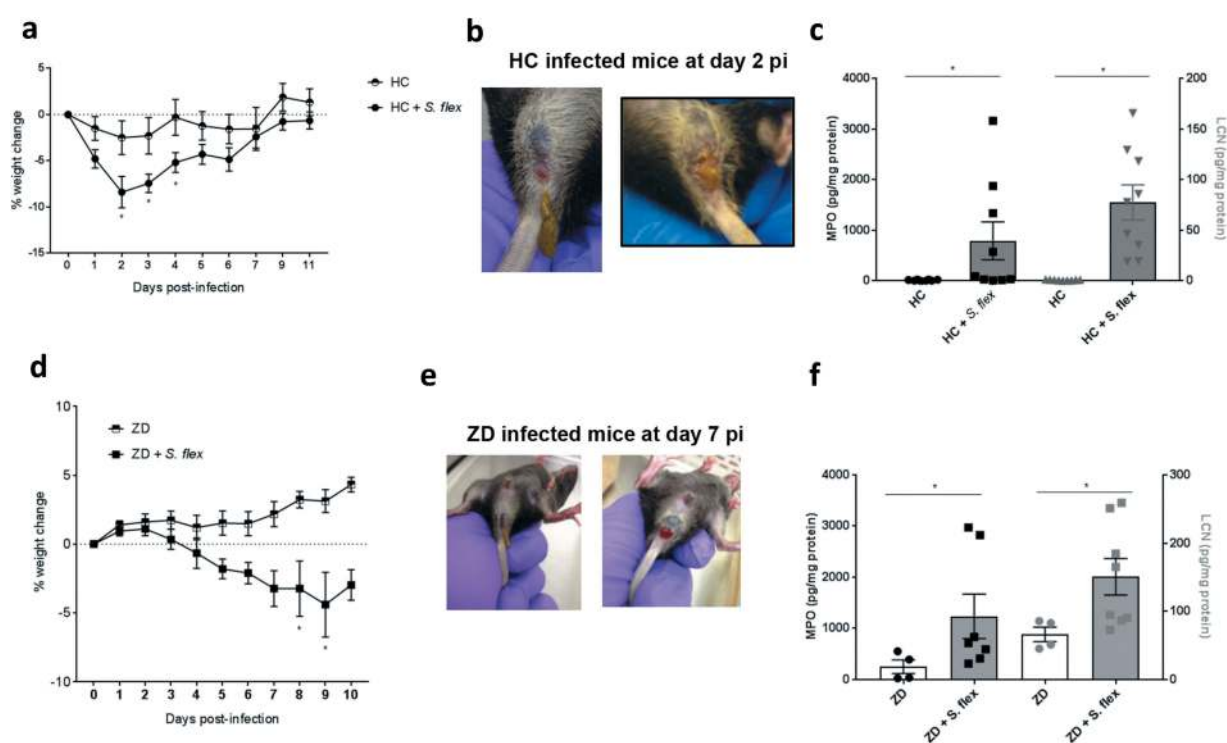 a
5
0
-5
-10
-15
% weight change
0 1 2 3 4 5 6 7 9 11
Days post-infection
HC
HC + S. flex
* * *
b
HC infected mice at day 2 pi
c
*
*
4000
3000
2000
1000
0
MPO (pg/mg protein)
200
150
100
50
0
LCN (pg/mg protein)
HC
HC + S. flex
HC
HC + S. flex
d
10
5
0
-5
-10
% weight change
ZD
ZD + S. flex
* *
0 1 2 3 4 5 6 7 8 9 10
Days post-infection
e
ZD infected mice at day 7 pi
f
*
*
4000
3000
2000
1000
0
MPO (pg/mg protein)
300
200
100
0
LCN (pg/mg protein)
ZD
ZD + S. flex
ZD
ZD + S. flex